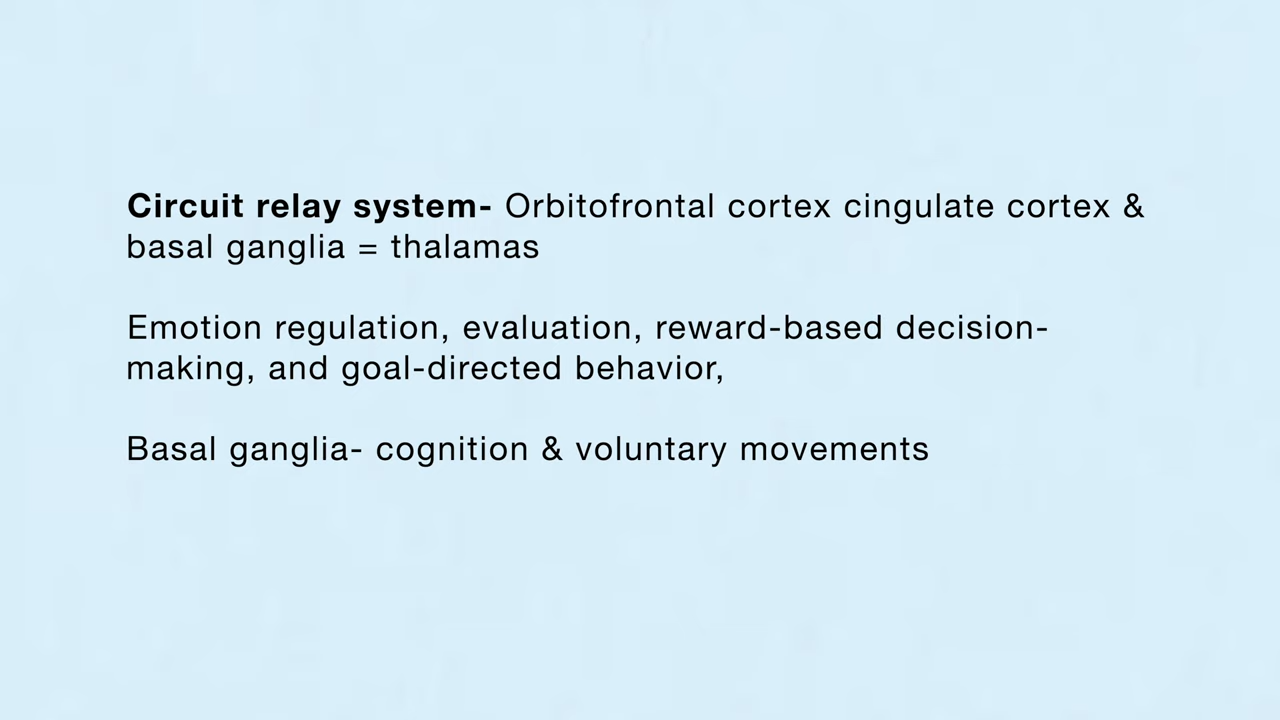 Circuit relay system- Orbitofrontal cortex cingulate cortex &
basal ganglia = thalamas
Emotion regulation, evaluation, reward-based decision-
making, and goal-directed behavior,
Basal ganglia- cognition & voluntary movements